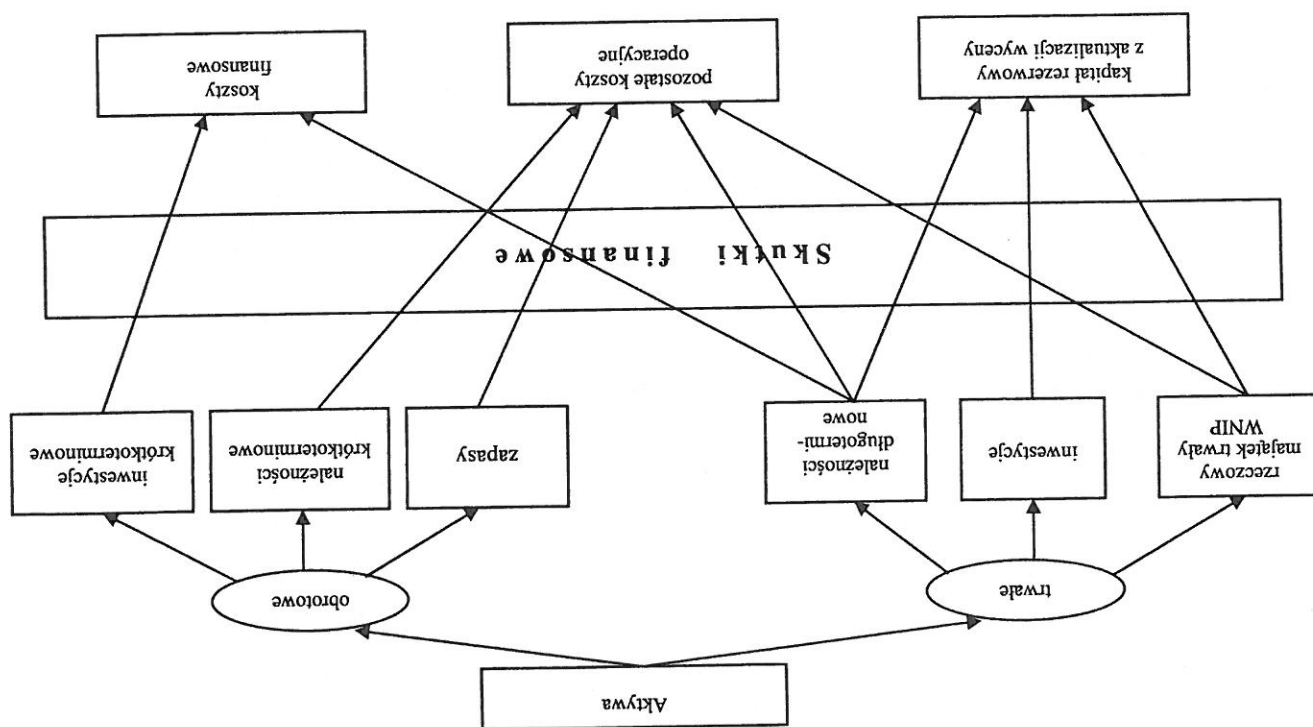 Aktywa
trwałe
obrotowe
rzeczowy
majątek trwały
WNIP
inwestycje
należności
długotermi-
nowe
zapasy
należności
krótkoterminowe
inwestycje
krótkoterminowe
Skutki finansowe
kapitał rezerwowy
z aktualizacji wyceny
pozostałe koszty
operacyjne
koszty
finansowe